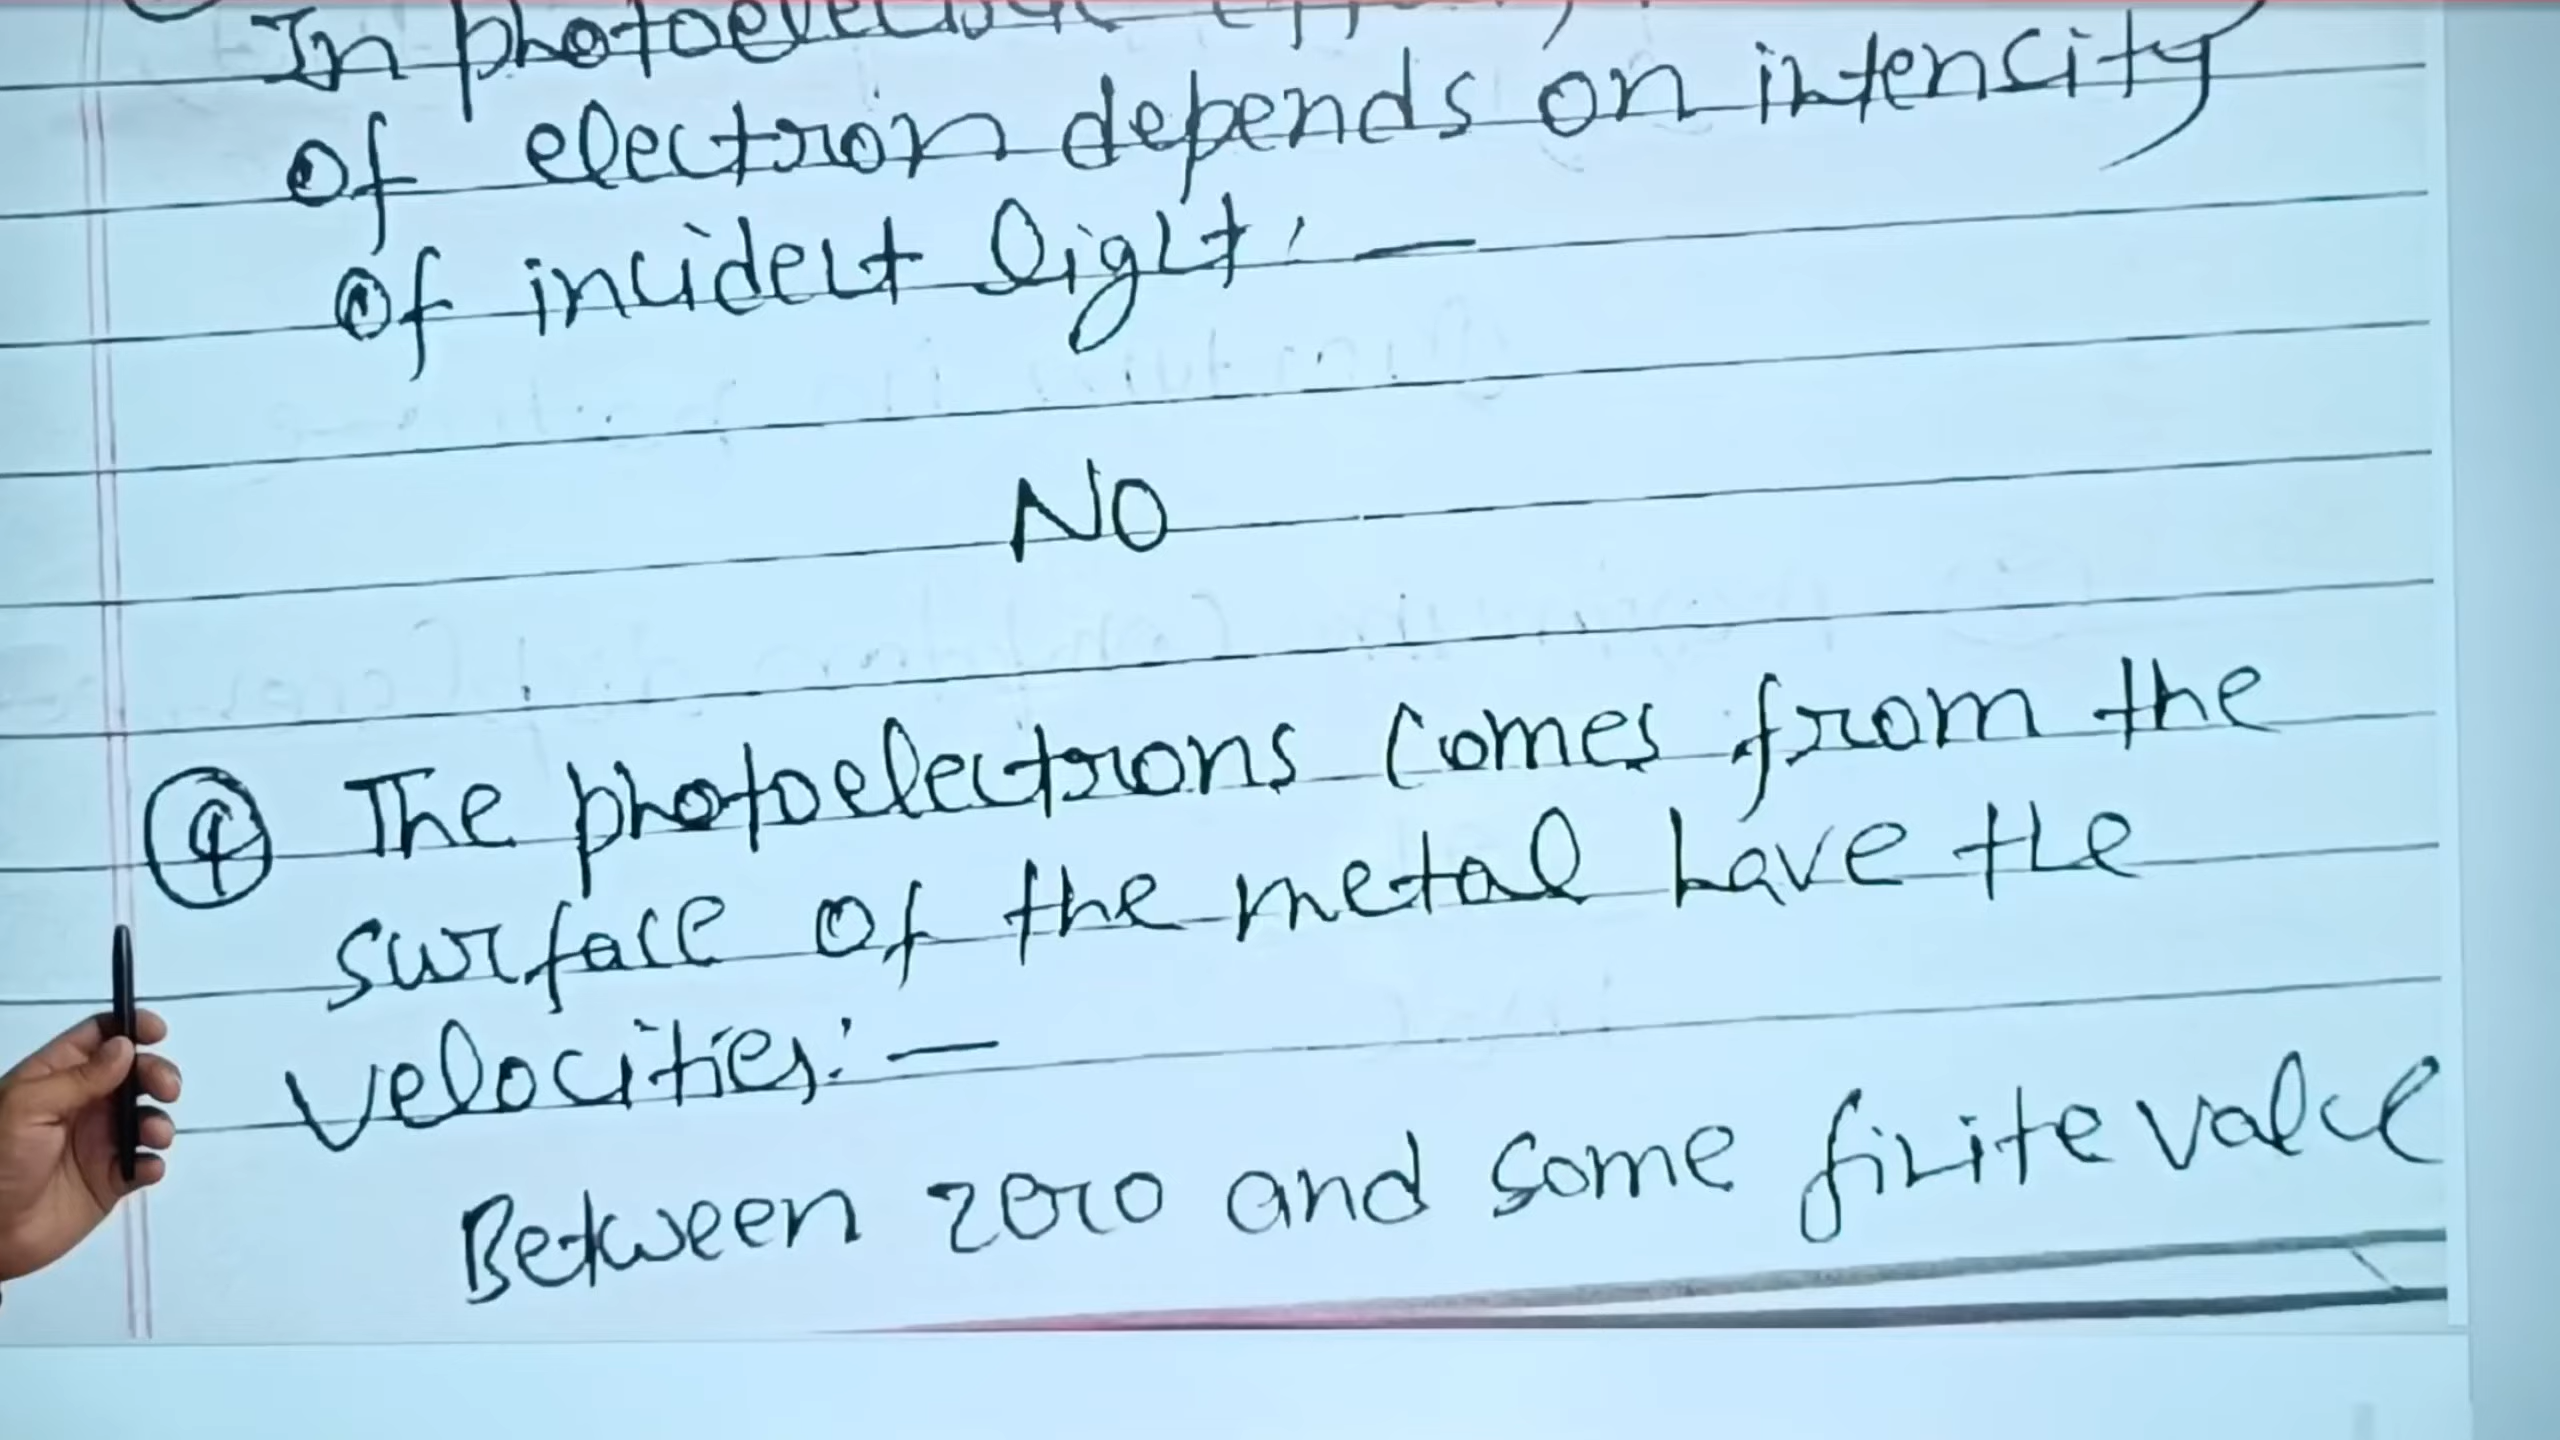 In photoelectric
of electron depends on intencity
of incident light: —
NO
④ The photoelectrons comes from the
surface of the metal have the
velocities: —
Between zero and some finite value